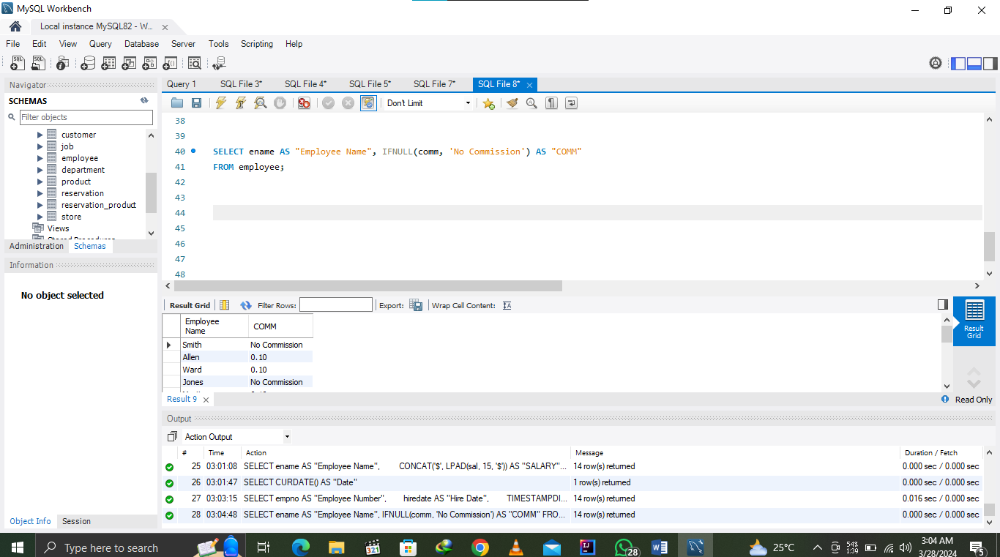 MySQL Workbench
Local instance MySQL82 - W... ×
File Edit View Query Database Server Tools Scripting Help
Navigator
SCHEMAS
Filter objects
customer
job
employee
department
product
reservation
reservation_product
store
Views
Stored Procedures
Administration Schemas
Information
No object selected
Object Info Session
Query 1 SQL File 3* SQL File 4* SQL File 5* SQL File 7* SQL File 8* ×
Don't Limit
38
39
40 SELECT ename AS "Employee Name", IFNULL(comm, 'No Commission') AS "COMM"
41 FROM employee;
42
43
44
45
46
47
48
Result Grid Filter Rows: Export: Wrap Cell Content:
Employee Name COMM
Smith No Commission
Allen 0.10
Ward 0.10
Jones No Commission
Result Grid
Result 9 × Read Only
Output
Action Output
# Time Action Message Duration / Fetch
25 03:01:08 SELECT ename AS "Employee Name", CONCAT('$', LPAD(sal, 15, '$')) AS "SALARY"... 14 row(s) returned 0.000 sec / 0.000 sec
26 03:01:47 SELECT CURDATE() AS "Date" 1 row(s) returned 0.000 sec / 0.000 sec
27 03:03:15 SELECT empno AS "Employee Number", hiredate AS "Hire Date", TIMESTAMPDI... 14 row(s) returned 0.016 sec / 0.000 sec
28 03:04:48 SELECT ename AS "Employee Name", IFNULL(comm, 'No Commission') AS "COMM" FRO... 14 row(s) returned 0.000 sec / 0.000 sec
Type here to search
28
25°C
54%
1:39
3:04 AM
3/28/2024
5